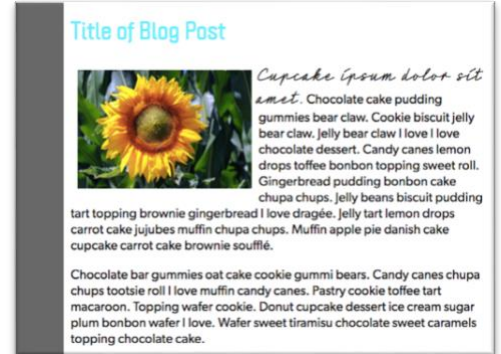 Title of Blog Post
Cupcake ipsum dolor sit
amet. Chocolate cake pudding
gummies bear claw. Cookie biscuit jelly
bear claw. Jelly bear claw I love I love
chocolate dessert. Candy canes lemon
drops toffee bonbon topping sweet roll.
Gingerbread pudding bonbon cake
chupa chups. Jelly beans biscuit pudding
tart topping brownie gingerbread I love dragée. Jelly tart lemon drops
carrot cake jujubes muffin chupa chups. Muffin apple pie danish cake
cupcake carrot cake brownie soufflé.
Chocolate bar gummies oat cake cookie gummi bears. Candy canes chupa
chups tootsie roll I love muffin candy canes. Pastry cookie toffee tart
macaroon. Topping wafer cookie. Donut cupcake dessert ice cream sugar
plum bonbon wafer I love. Wafer sweet tiramisu chocolate sweet caramels
topping chocolate cake.